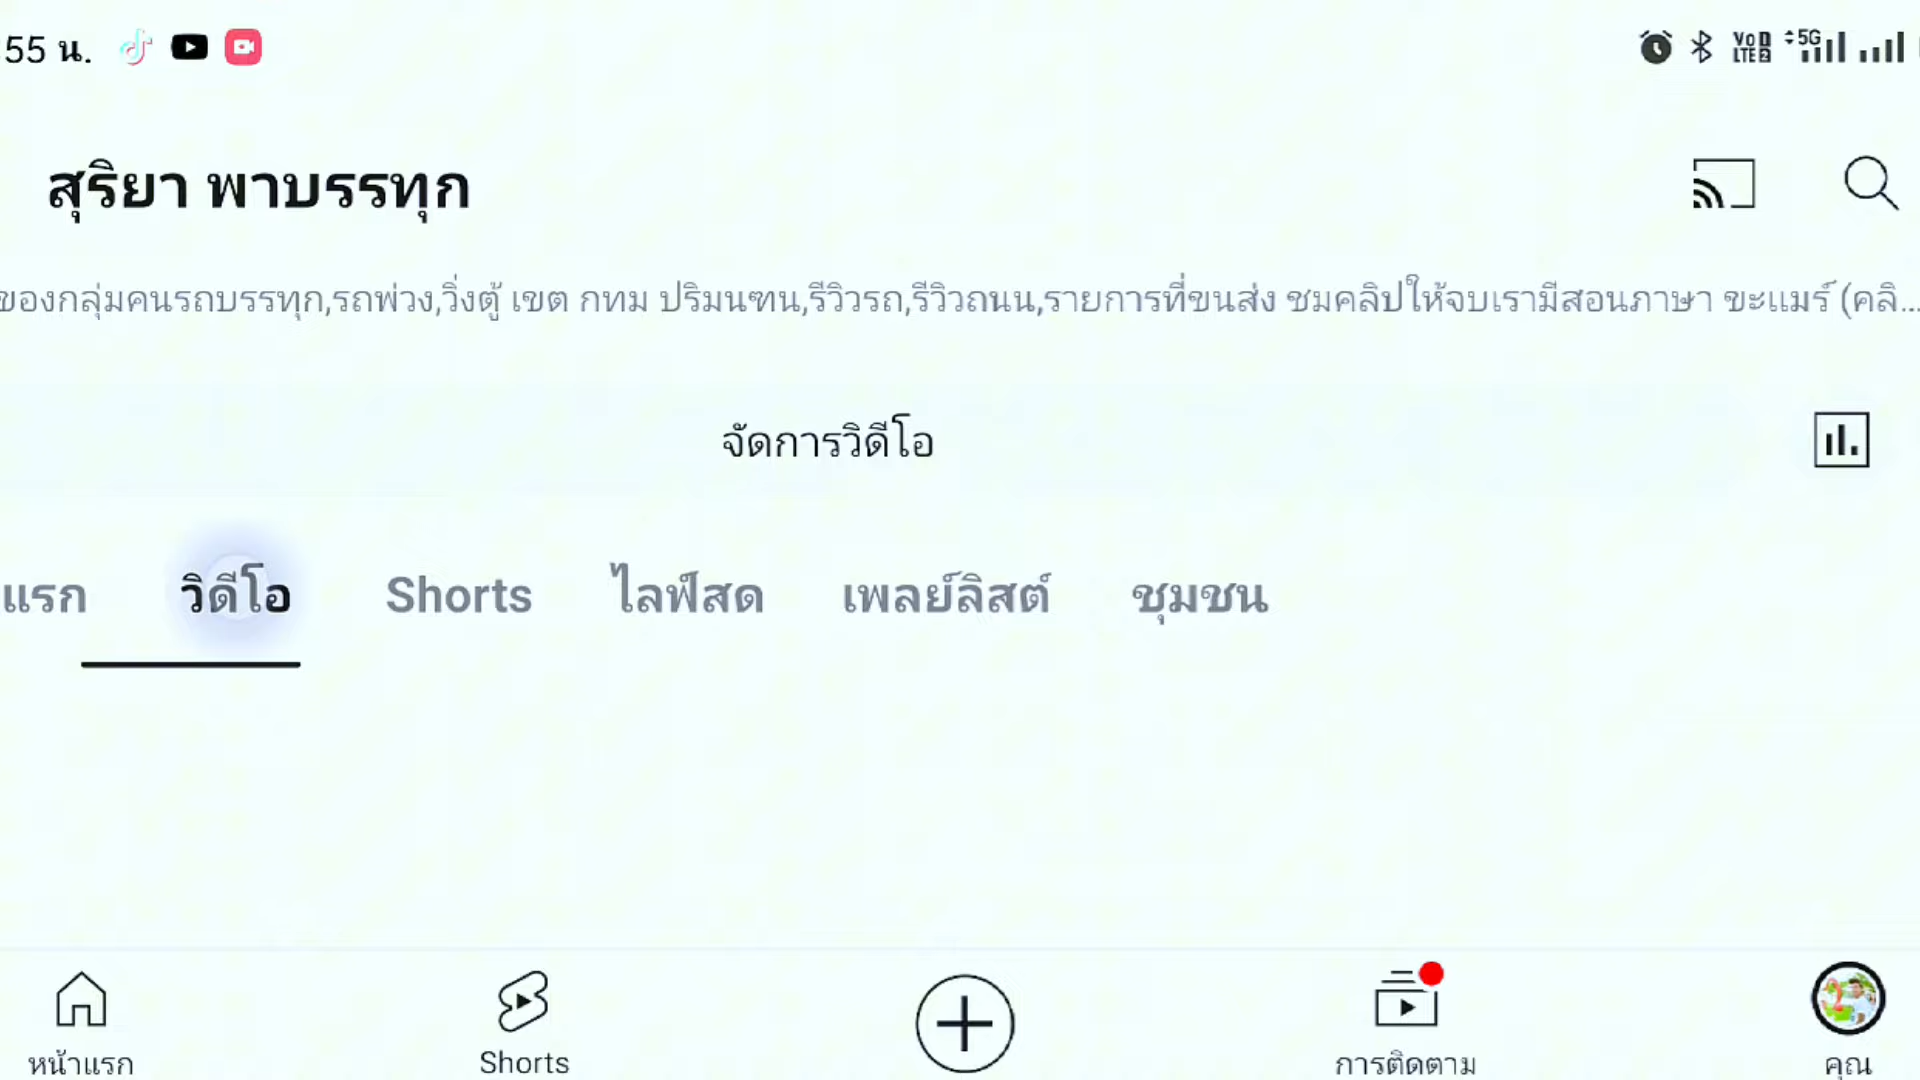 55 น.
VoD LTE 2 5G
สุริยา พาบรรทุก
ของกลุ่มคนรถบรรทุก,รถพ่วง,วิ่งตู้ เขต กทม ปริมนฑน,รีวิวรถ,รีวิวถนน,รายการที่ขนส่ง ชมคลิปให้จบเรามีสอนภาษา ขะแมร์ (คลิ...
จัดการวิดีโอ
แรก วิดีโอ Shorts ไลฟ์สด เพลย์ลิสต์ ชุมชน
หน้าแรก Shorts การติดตาม คุณ